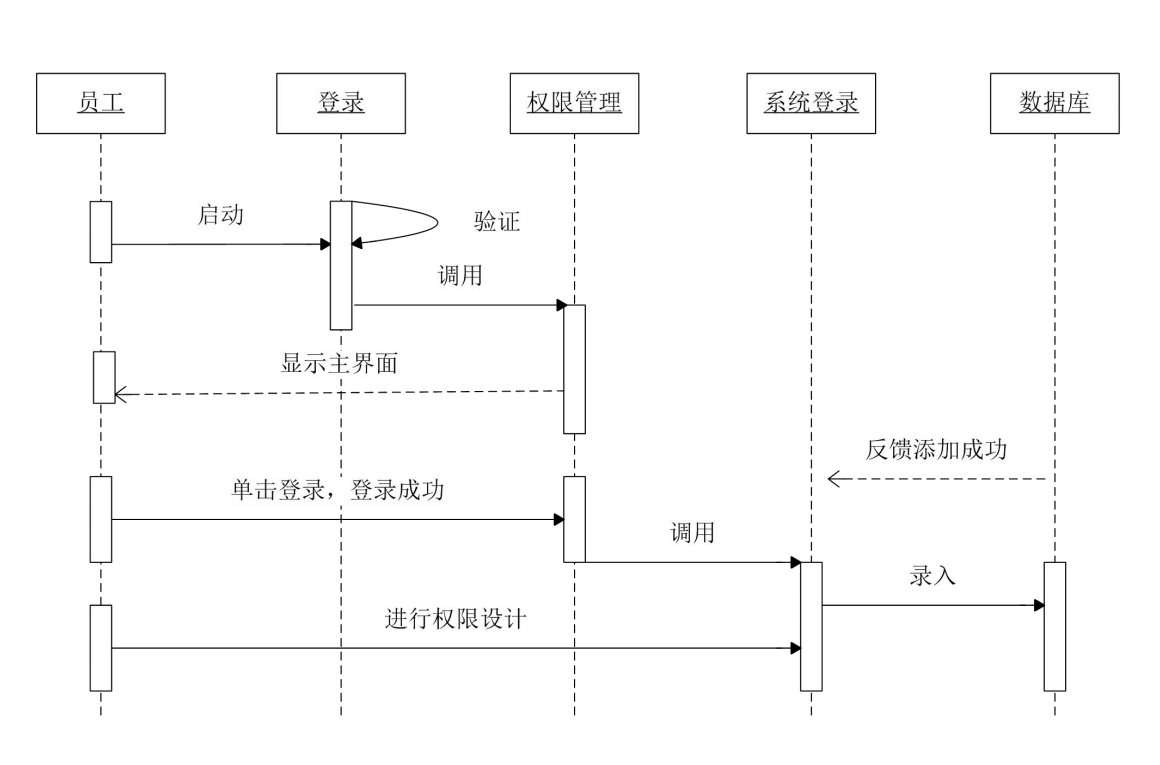 员工
登录
权限管理
系统登录
数据库
启动
验证
调用
显示主界面
反馈添加成功
单击登录，登录成功
调用
录入
进行权限设计